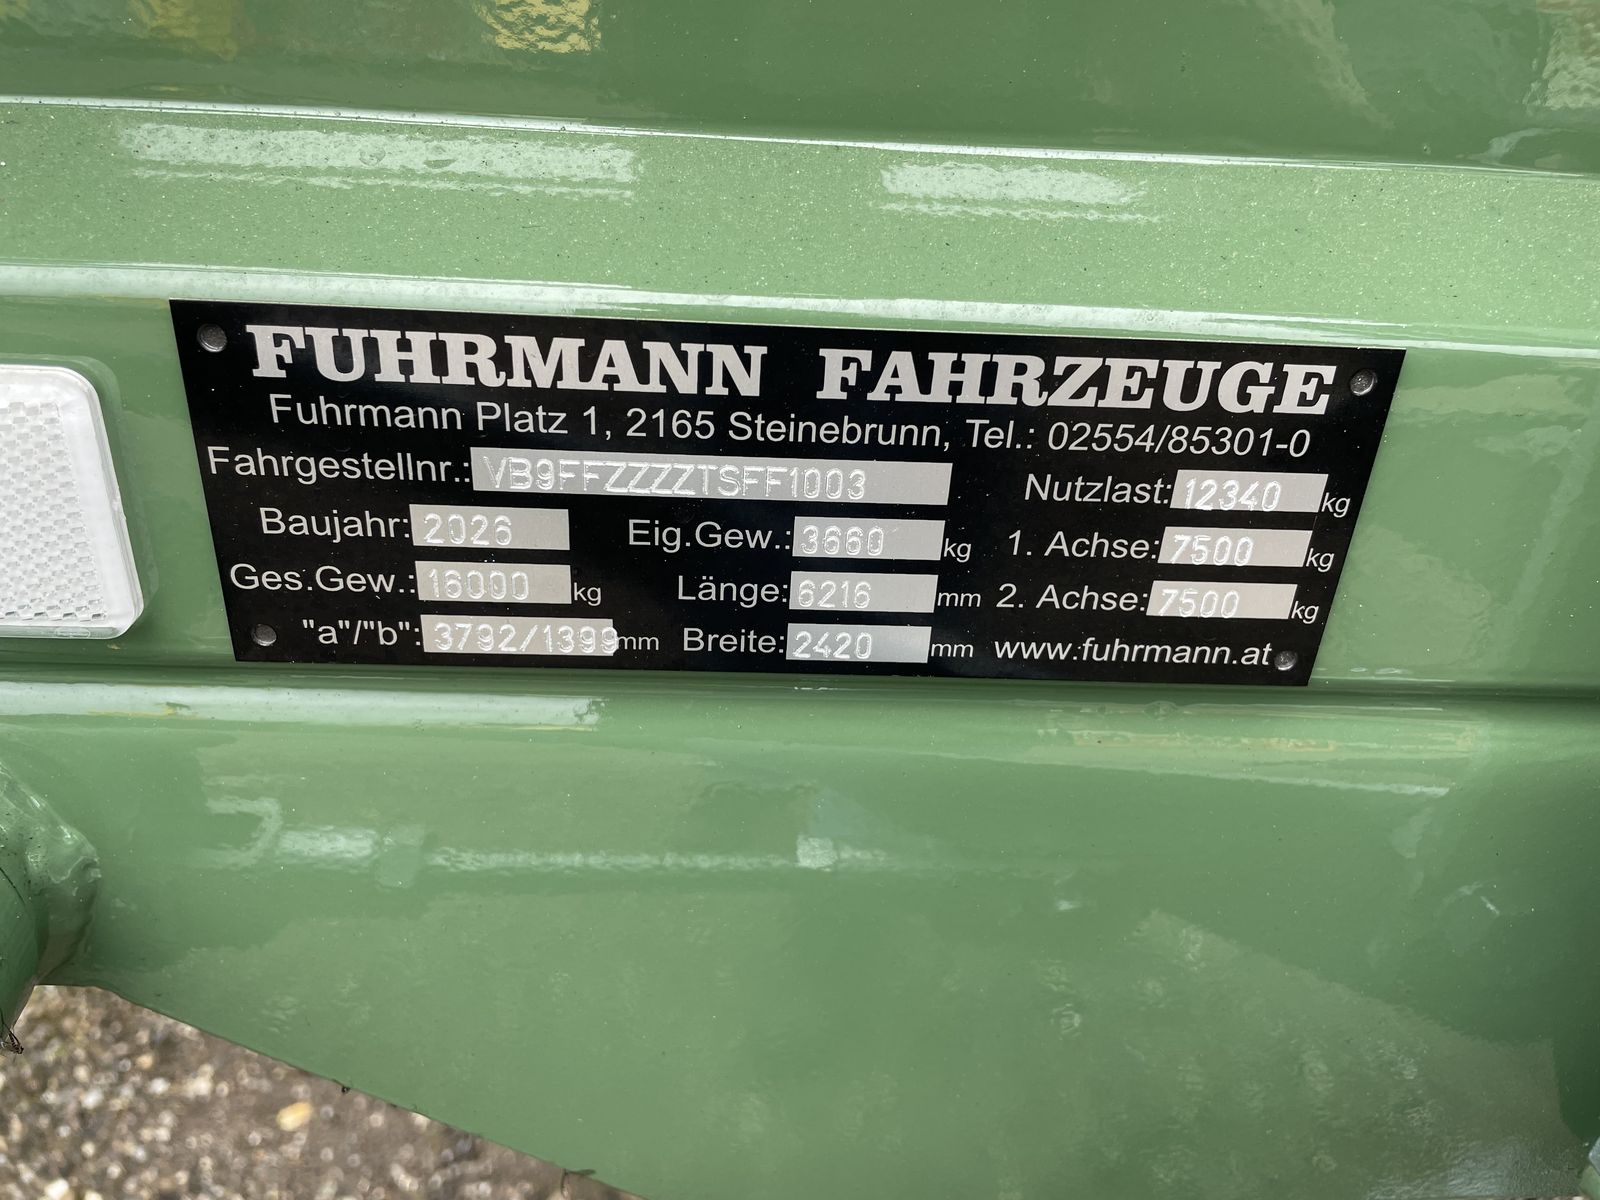 FUHRMANN FAHRZEUGE
Fuhrmann Platz 1, 2165 Steinebrunn, Tel.: 02554/85301-0
Fahrgestellnr.: VB9FFZZZZTSFF1003 Nutzlast: 12340 kg
Baujahr: 2026 Eig.Gew.: 3660 kg 1. Achse: 7500 kg
Ges.Gew.: 16000 kg Länge: 6216 mm 2. Achse: 7500 kg
"a"/"b": 3792/1399 mm Breite: 2420 mm www.fuhrmann.at